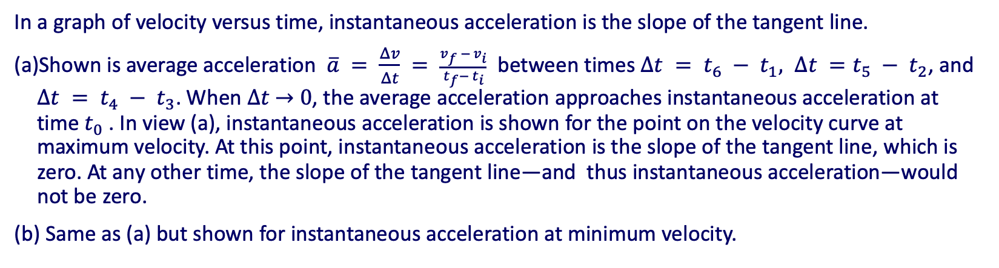 In a graph of velocity versus time, instantaneous acceleration is the slope of the tangent line.
(a)Shown is average acceleration a̅ = Δv/Δt = (v_f − v_i)/(t_f − t_i) between times Δt = t₆ − t₁, Δt = t₅ − t₂, and
Δt = t₄ − t₃. When Δt → 0, the average acceleration approaches instantaneous acceleration at
time t₀ . In view (a), instantaneous acceleration is shown for the point on the velocity curve at
maximum velocity. At this point, instantaneous acceleration is the slope of the tangent line, which is
zero. At any other time, the slope of the tangent line—and thus instantaneous acceleration—would
not be zero.
(b) Same as (a) but shown for instantaneous acceleration at minimum velocity.